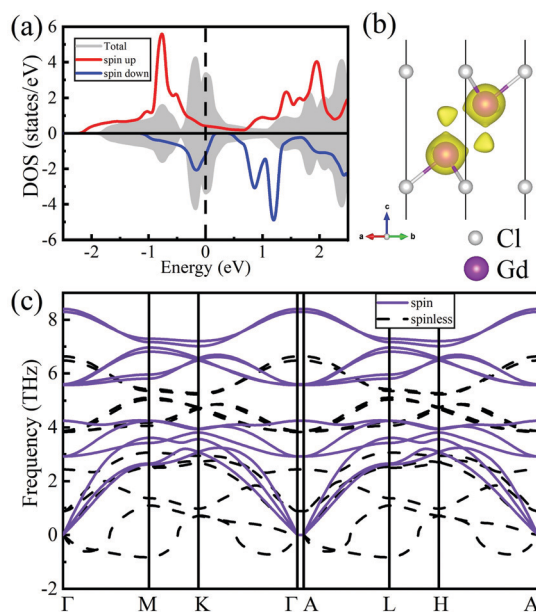 (a)
DOS (states/eV)
6
4
2
0
-2
-4
-6
Total
spin up
spin down
-2 -1 0 1 2
Energy (eV)
(b)
c
a b
Cl
Gd
(c)
Frequency (THz)
8
6
4
2
0
-2
spin
spinless
Γ M K Γ A L H A